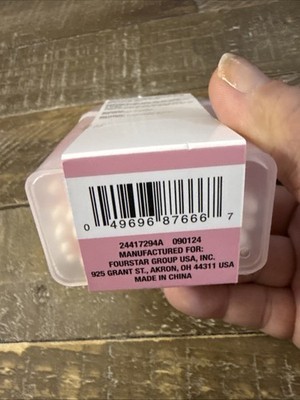 0 49696 87666 7
24417294A 090124
MANUFACTURED FOR:
FOURSTAR GROUP USA, INC.
925 GRANT ST., AKRON, OH 44311 USA
MADE IN CHINA